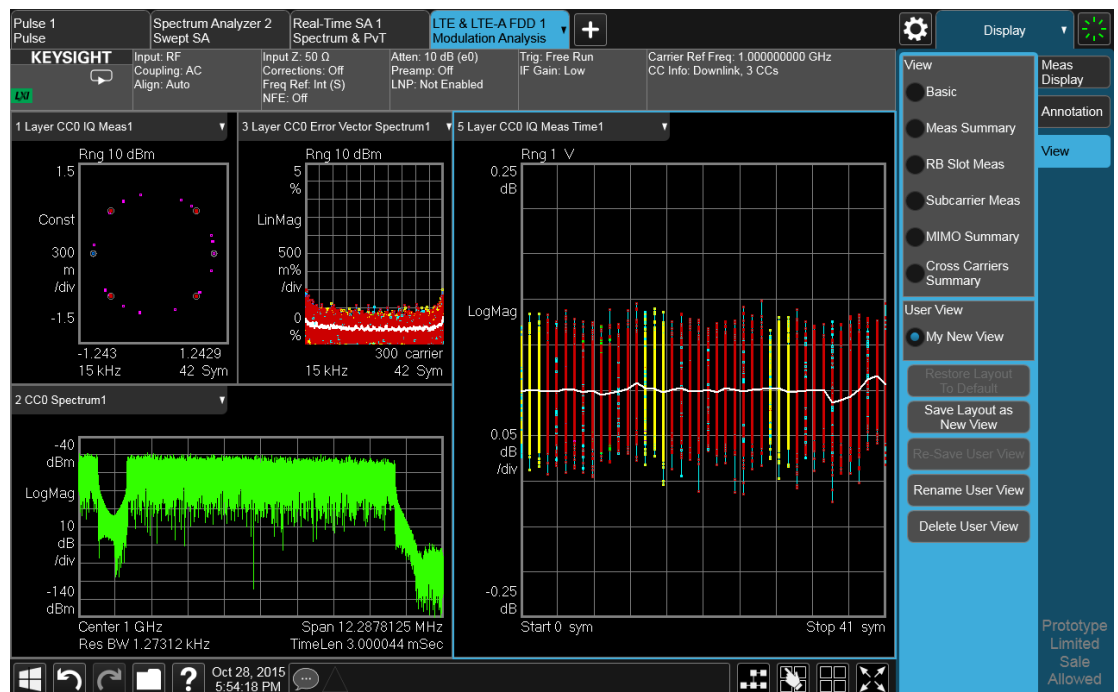 Pulse 1
Pulse
Spectrum Analyzer 2
Swept SA
Real-Time SA 1
Spectrum & PvT
LTE & LTE-A FDD 1
Modulation Analysis
Display
KEYSIGHT
LXI
Input: RF
Coupling: AC
Align: Auto
Input Z: 50 Ω
Corrections: Off
Freq Ref: Int (S)
NFE: Off
Atten: 10 dB (e0)
Preamp: Off
LNP: Not Enabled
Trig: Free Run
IF Gain: Low
Carrier Ref Freq: 1.000000000 GHz
CC Info: Downlink, 3 CCs
1 Layer CC0 IQ Meas1
Rng 10 dBm
1.5
Const
300
m
/div
-1.5
-1.243 1.2429
15 kHz 42 Sym
3 Layer CC0 Error Vector Spectrum1
Rng 10 dBm
5
%
LinMag
500
m%
/div
0
%
300 carrier
15 kHz 42 Sym
5 Layer CC0 IQ Meas Time1
Rng 1 V
0.25
dB
LogMag
0.05
dB
/div
-0.25
dB
Start 0 sym Stop 41 sym
2 CC0 Spectrum1
-40
dBm
LogMag
10
dB
/div
-140
dBm
Center 1 GHz Span 12.2878125 MHz
Res BW 1.27312 kHz TimeLen 3.000044 mSec
View
Basic
Meas Summary
RB Slot Meas
Subcarrier Meas
MIMO Summary
Cross Carriers
Summary
User View
My New View
Restore Layout
To Default
Save Layout as
New View
Re-Save User View
Rename User View
Delete User View
Meas
Display
Annotation
View
Prototype
Limited
Sale
Allowed
?
Oct 28, 2015
5:54:18 PM